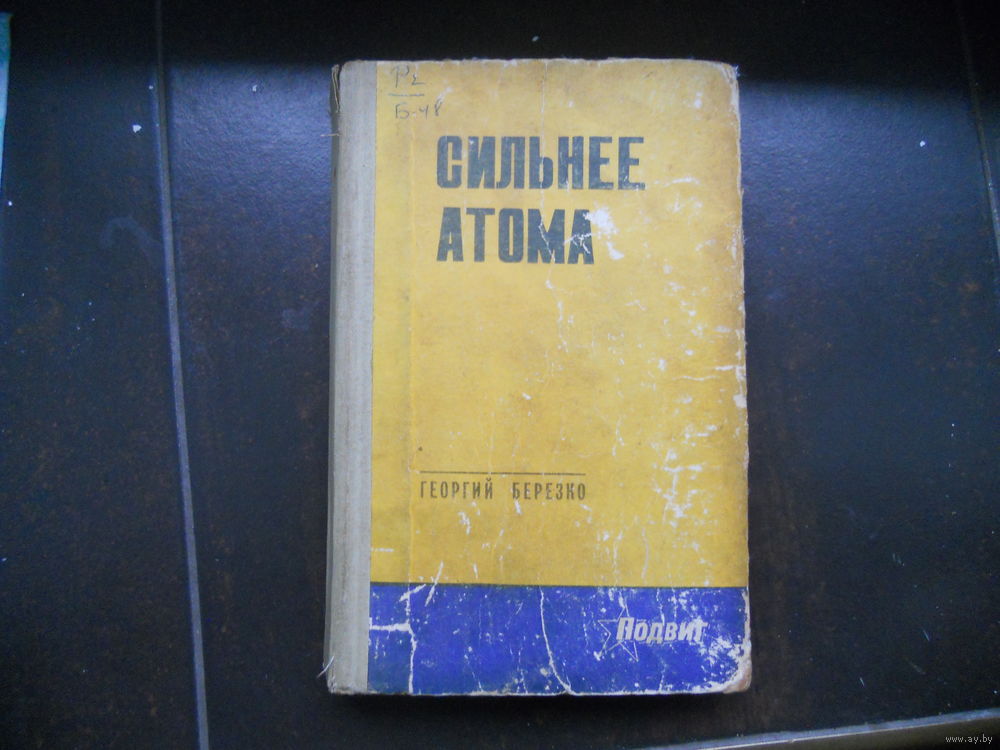 Р2
Б-48
СИЛЬНЕЕ
АТОМА
ГЕОРГИЙ БЕРЕЗКО
Подвиг
www.ay.by